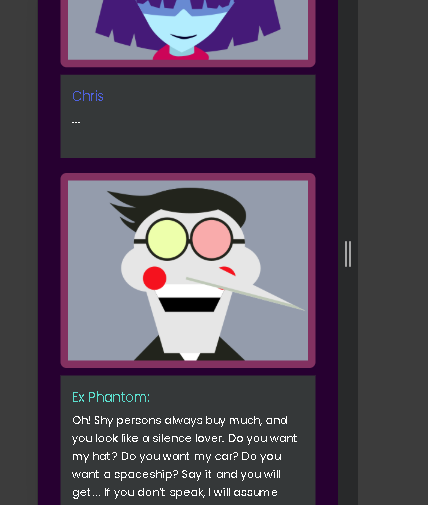 Chris
...
Ex Phantom:
Oh! Shy persons always buy much, and
you look like a silence lover. Do you want
my hat? Do you want my car? Do you
want a spaceship? Say it and you will
get... If you don't speak, I will assume